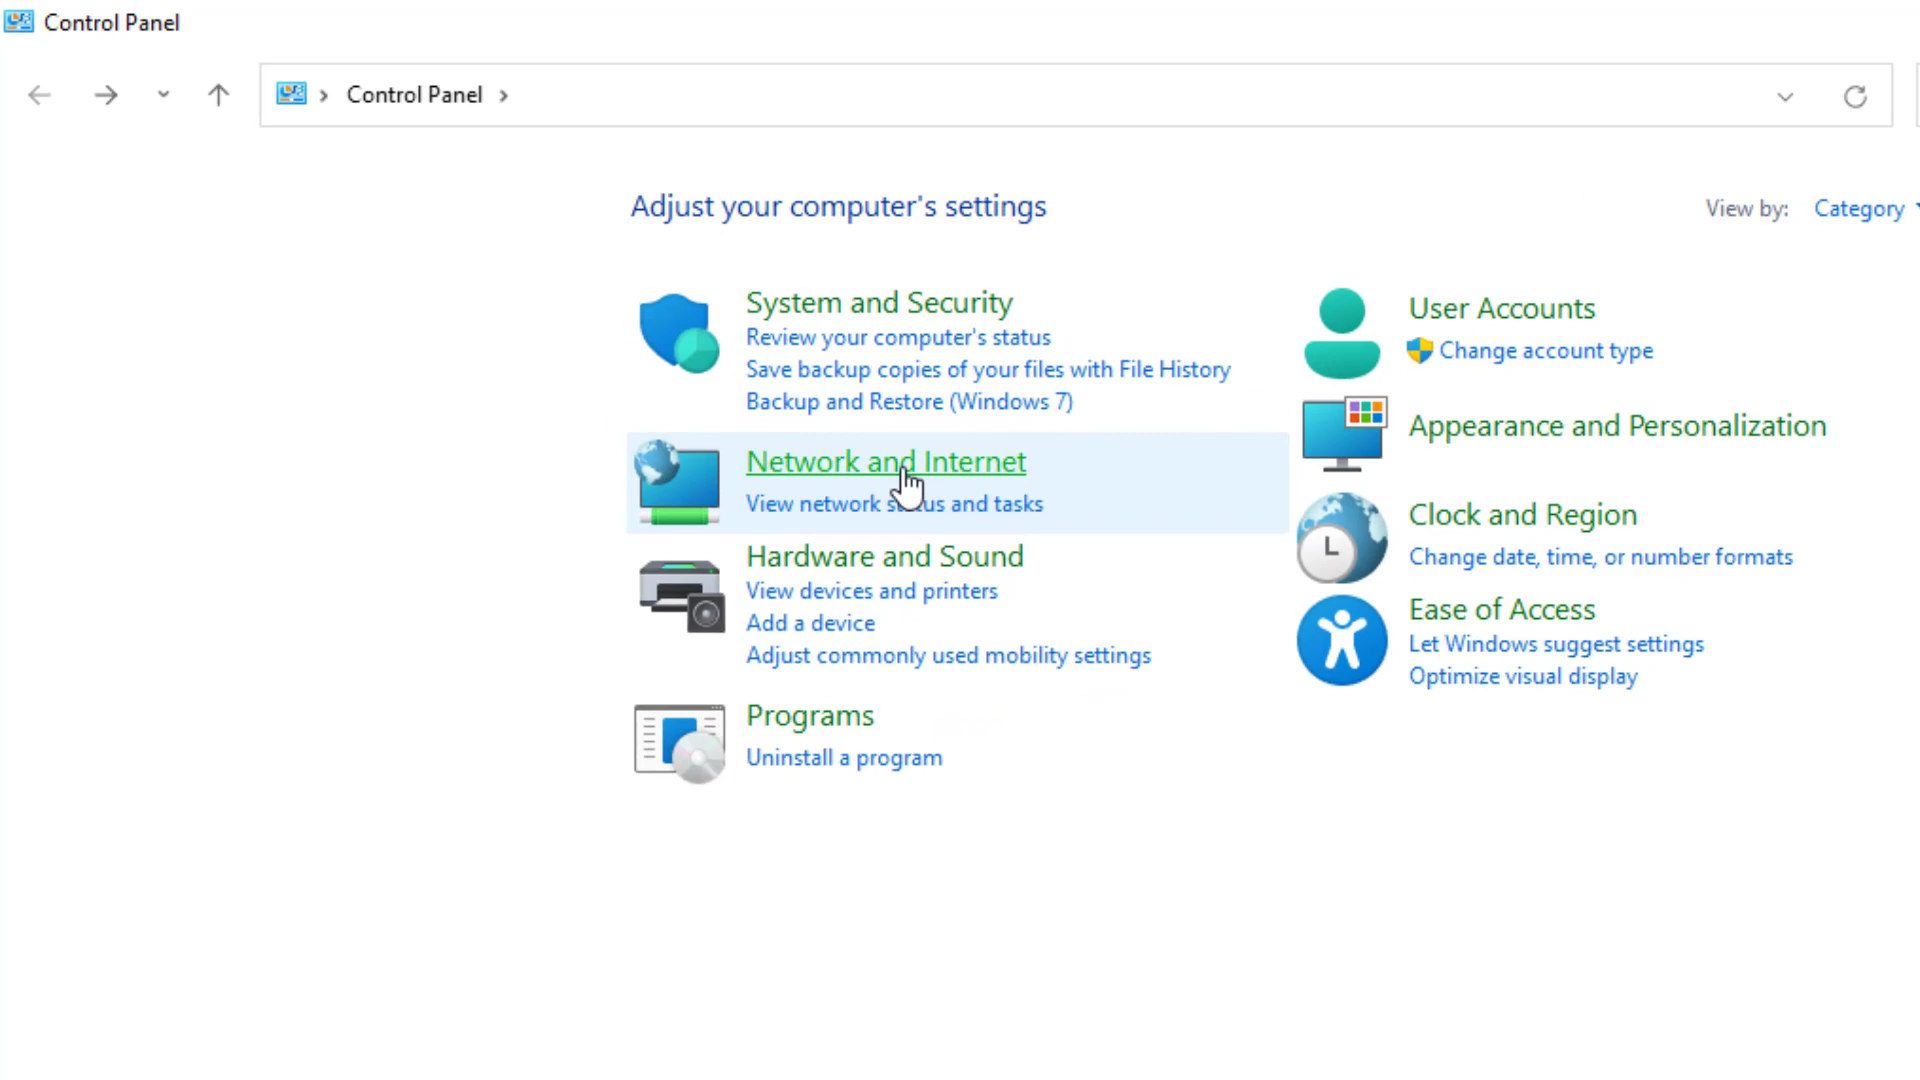 Control Panel
Control Panel
Adjust your computer's settings
View by: Category
System and Security
Review your computer's status
Save backup copies of your files with File History
Backup and Restore (Windows 7)
Network and Internet
View network status and tasks
Hardware and Sound
View devices and printers
Add a device
Adjust commonly used mobility settings
Programs
Uninstall a program
User Accounts
Change account type
Appearance and Personalization
Clock and Region
Change date, time, or number formats
Ease of Access
Let Windows suggest settings
Optimize visual display